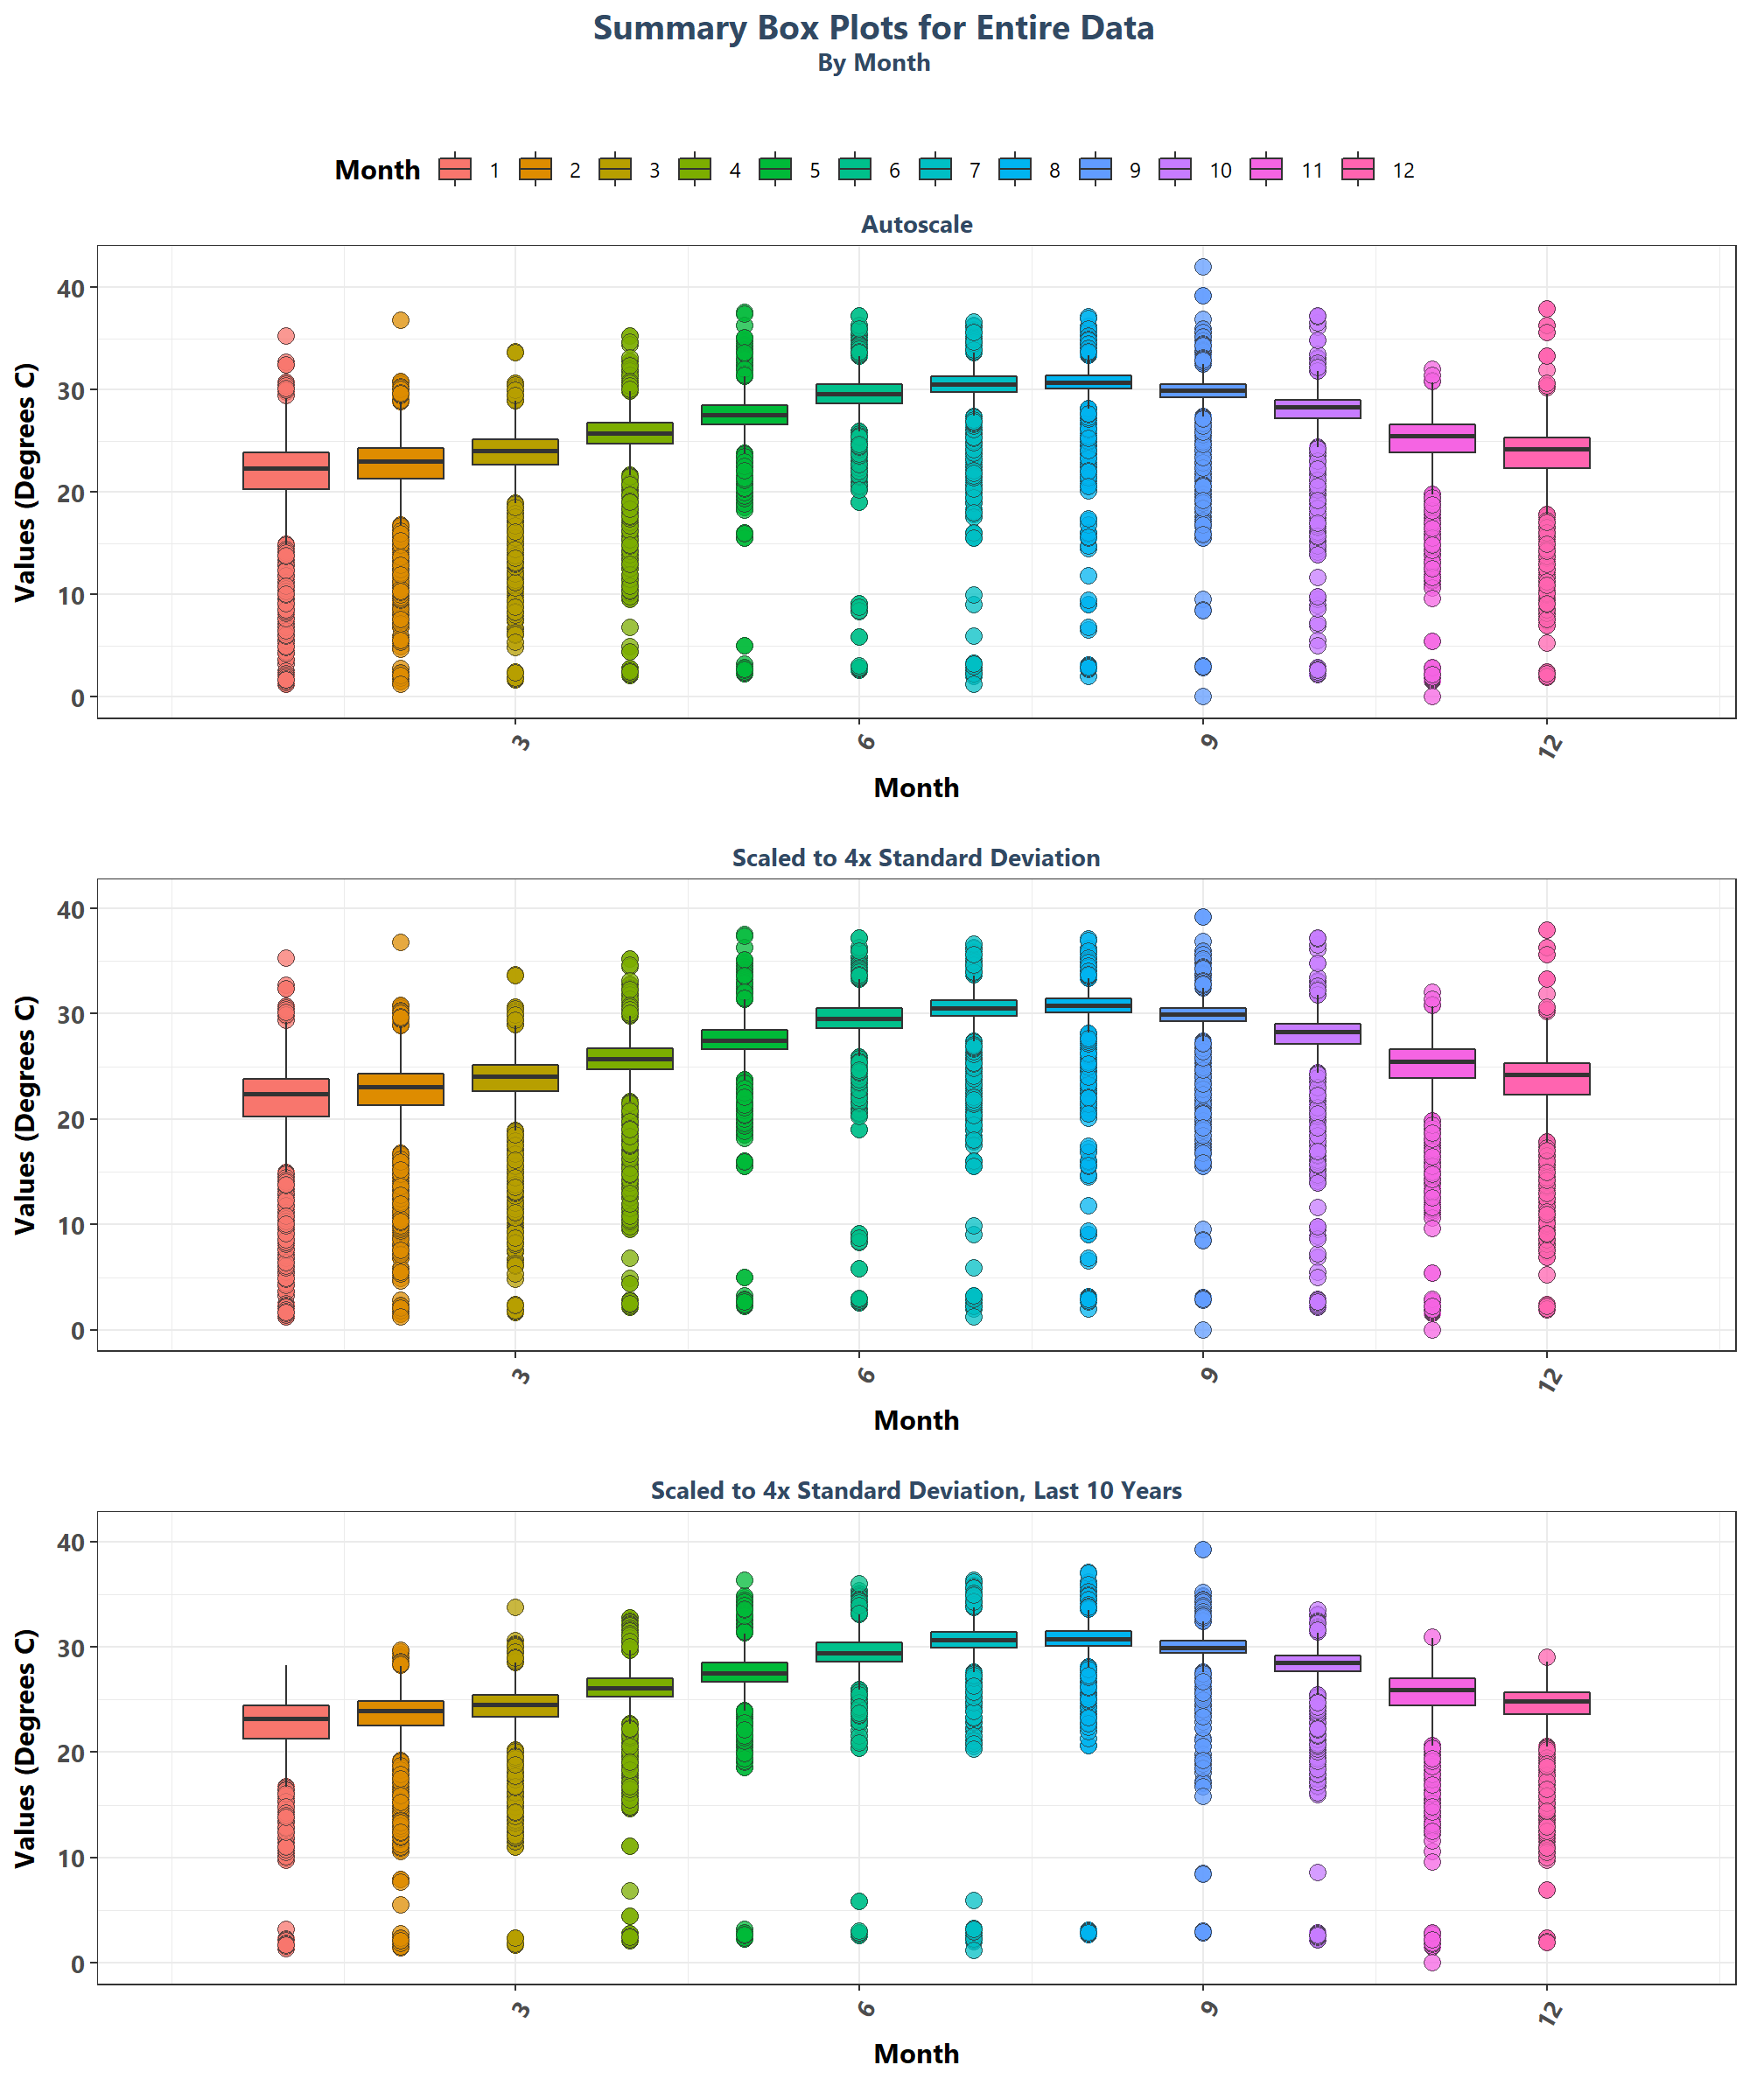 Summary Box Plots for Entire Data
By Month
Month 1 2 3 4 5 6 7 8 9 10 11 12
Autoscale
Values (Degrees C)
40
30
20
10
0
3 6 9 12
Month
Scaled to 4x Standard Deviation
Values (Degrees C)
40
30
20
10
0
3 6 9 12
Month
Scaled to 4x Standard Deviation, Last 10 Years
Values (Degrees C)
40
30
20
10
0
3 6 9 12
Month